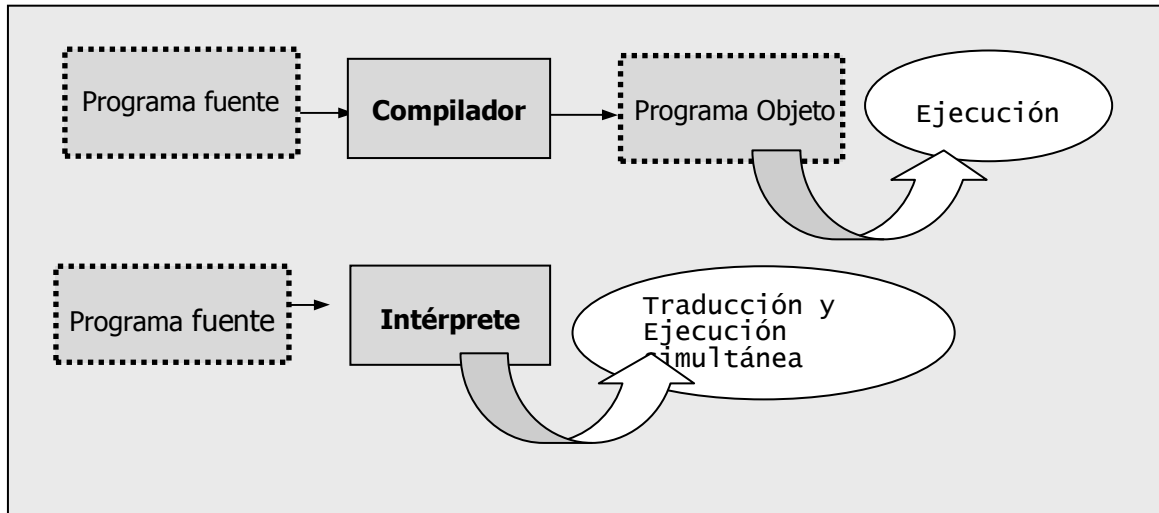 Programa fuente
Compilador
Programa Objeto
Ejecución
Programa fuente
Intérprete
Traducción y
Ejecución
simultánea